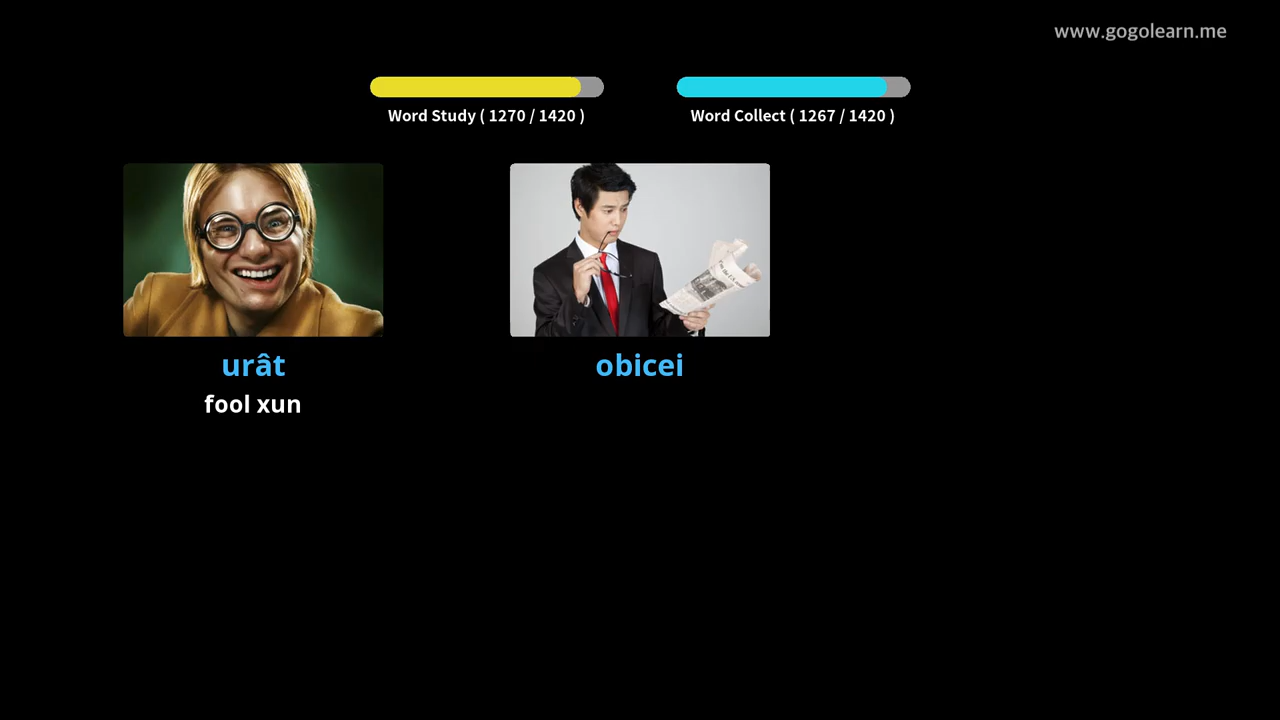 www.gogolearn.me
Word Study ( 1270 / 1420 )
Word Collect ( 1267 / 1420 )
urât
obicei
fool xun